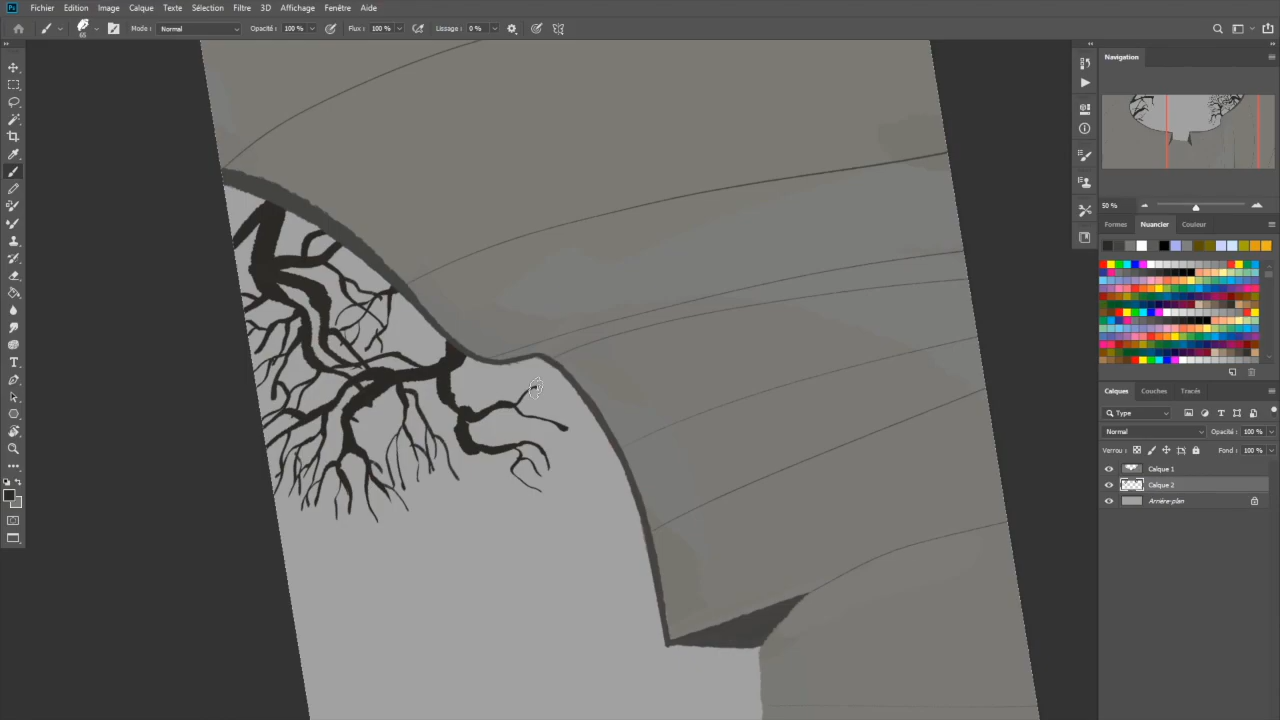 Ps Fichier Edition Image Calque Texte Sélection Filtre 3D Affichage Fenêtre Aide
65 Mode : Normal Opacité : 100 % Flux : 100 % Lissage : 0 %
Navigation
50 %
Formes Nuancier Couleur
Calques Couches Tracés
Type
Normal Opacité : 100 %
Verrou : Fond : 100 %
Calque 1
Calque 2
Arrière-plan